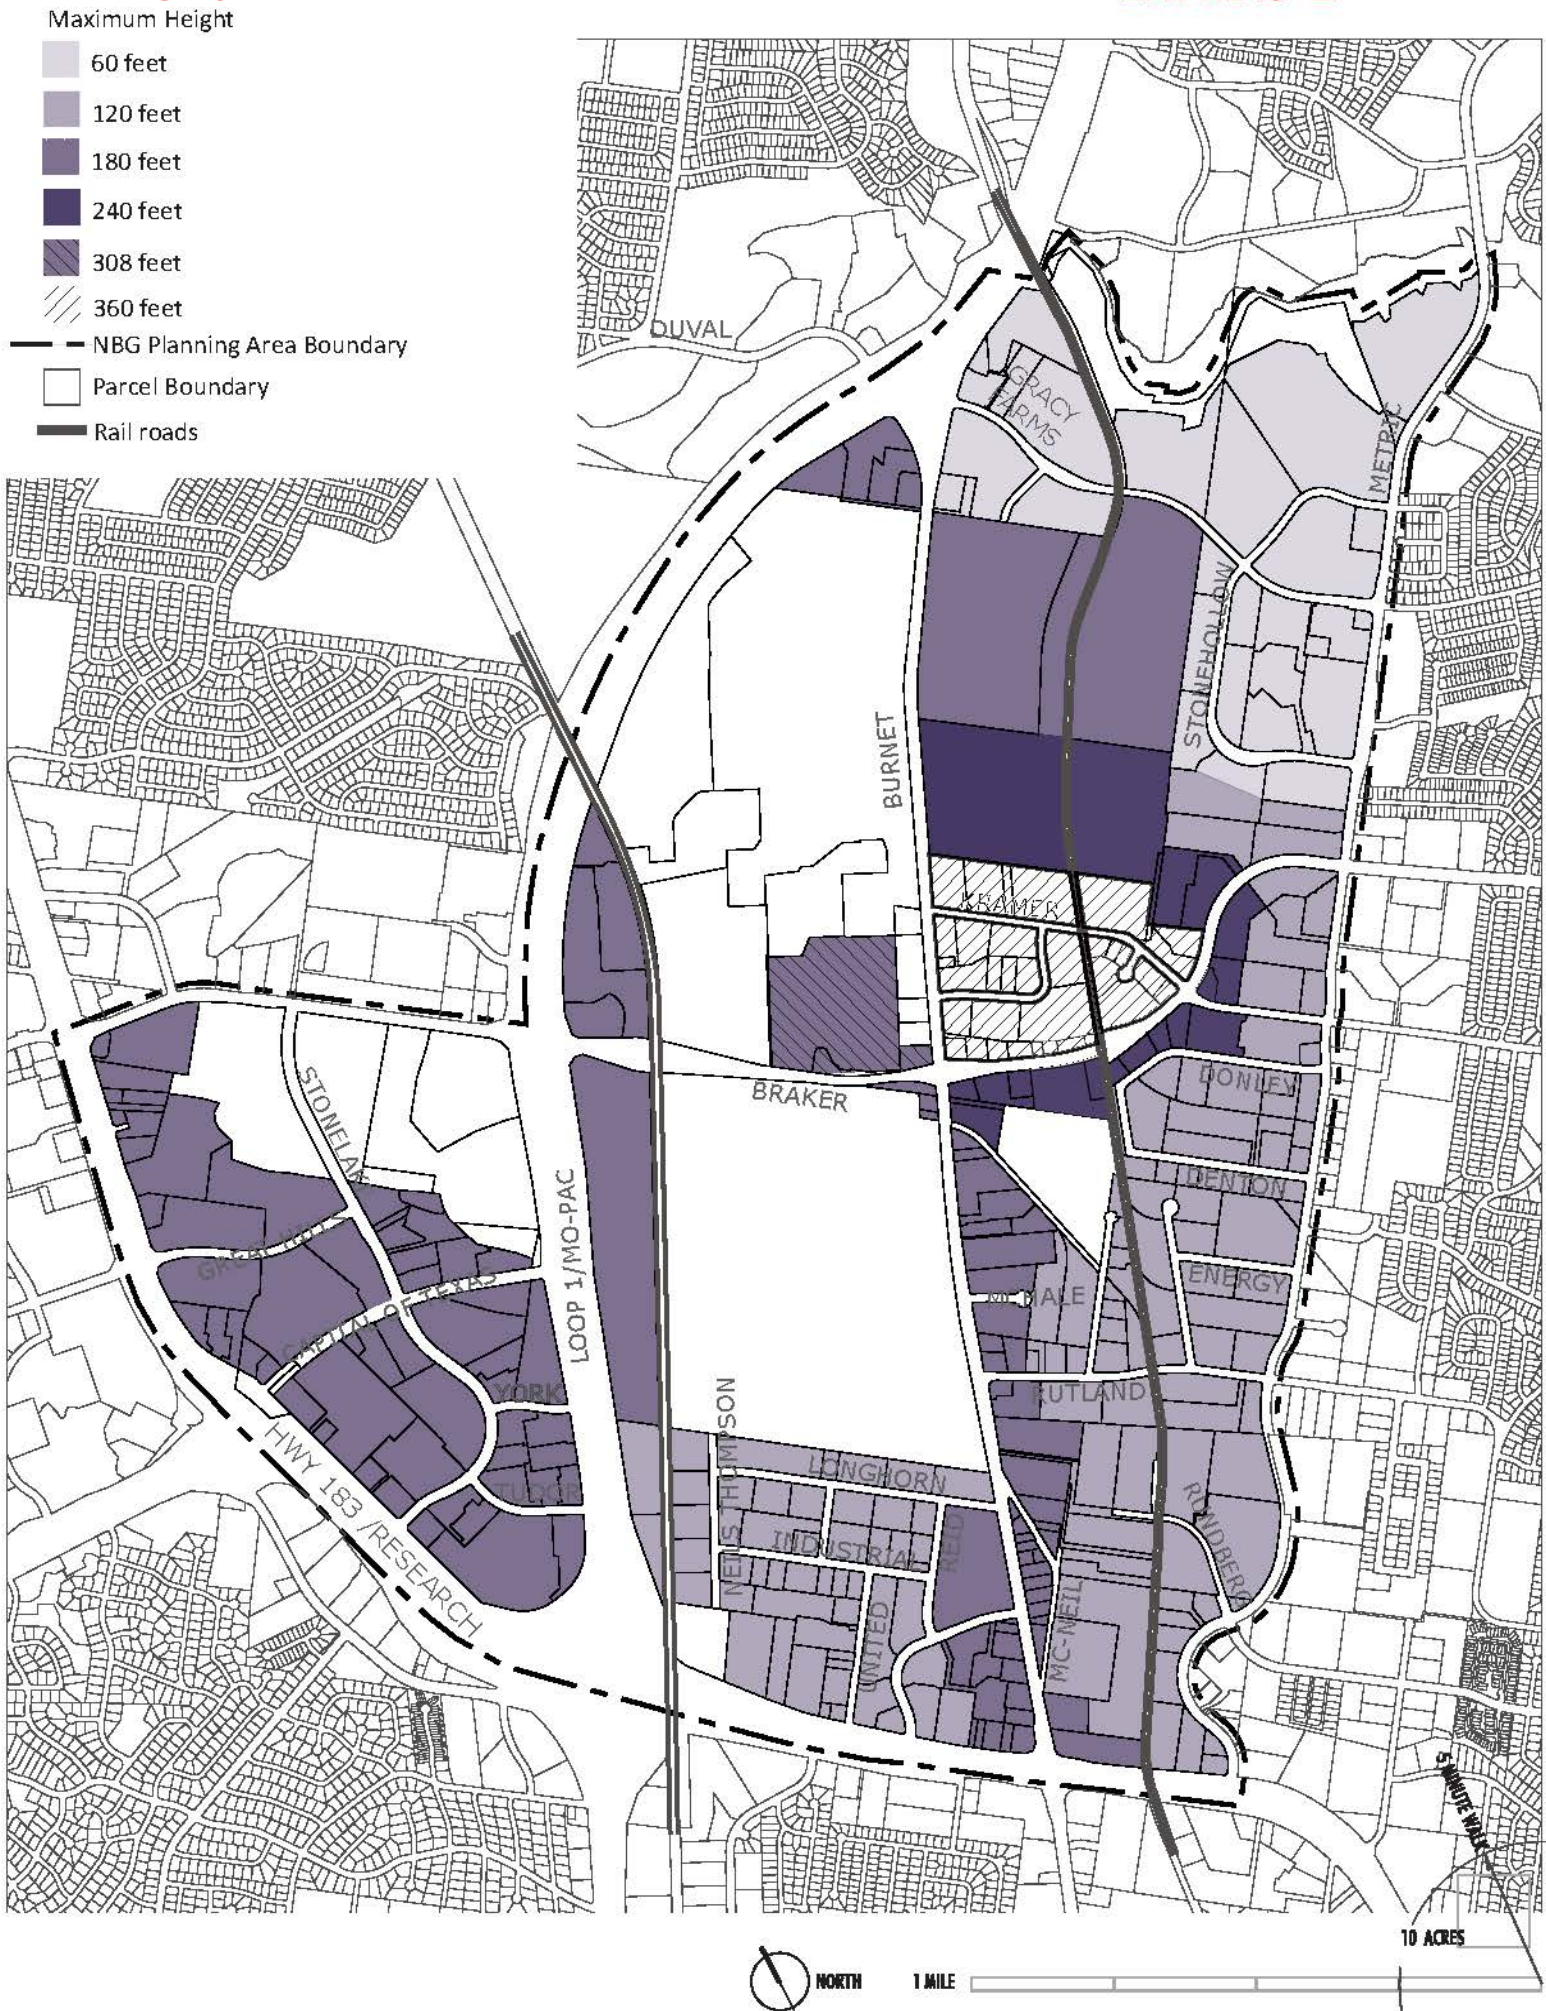 Maximum Height
60 feet
120 feet
180 feet
240 feet
308 feet
360 feet
NBG Planning Area Boundary
Parcel Boundary
Rail roads
DUVAL
GRACY
FARMS
METRIC
STONEHOLLOW
BURNET
KRAMER
BRAKER
DONLEY
STONELAKE
DENTON
LOOP 1/MO-PAC
GREAT HILLS
ENERGY
CAPITAL OF TEXAS
MCHALE
YORK
RUTLAND
NEILS THOMPSON
HWY 183 /RESEARCH
LONGHORN
TUDOR
RUNDBERG
INDUSTRIAL
REID
UNITED
MC-NEIL
5 MINUTE WALK
10 ACRES
NORTH
1 MILE